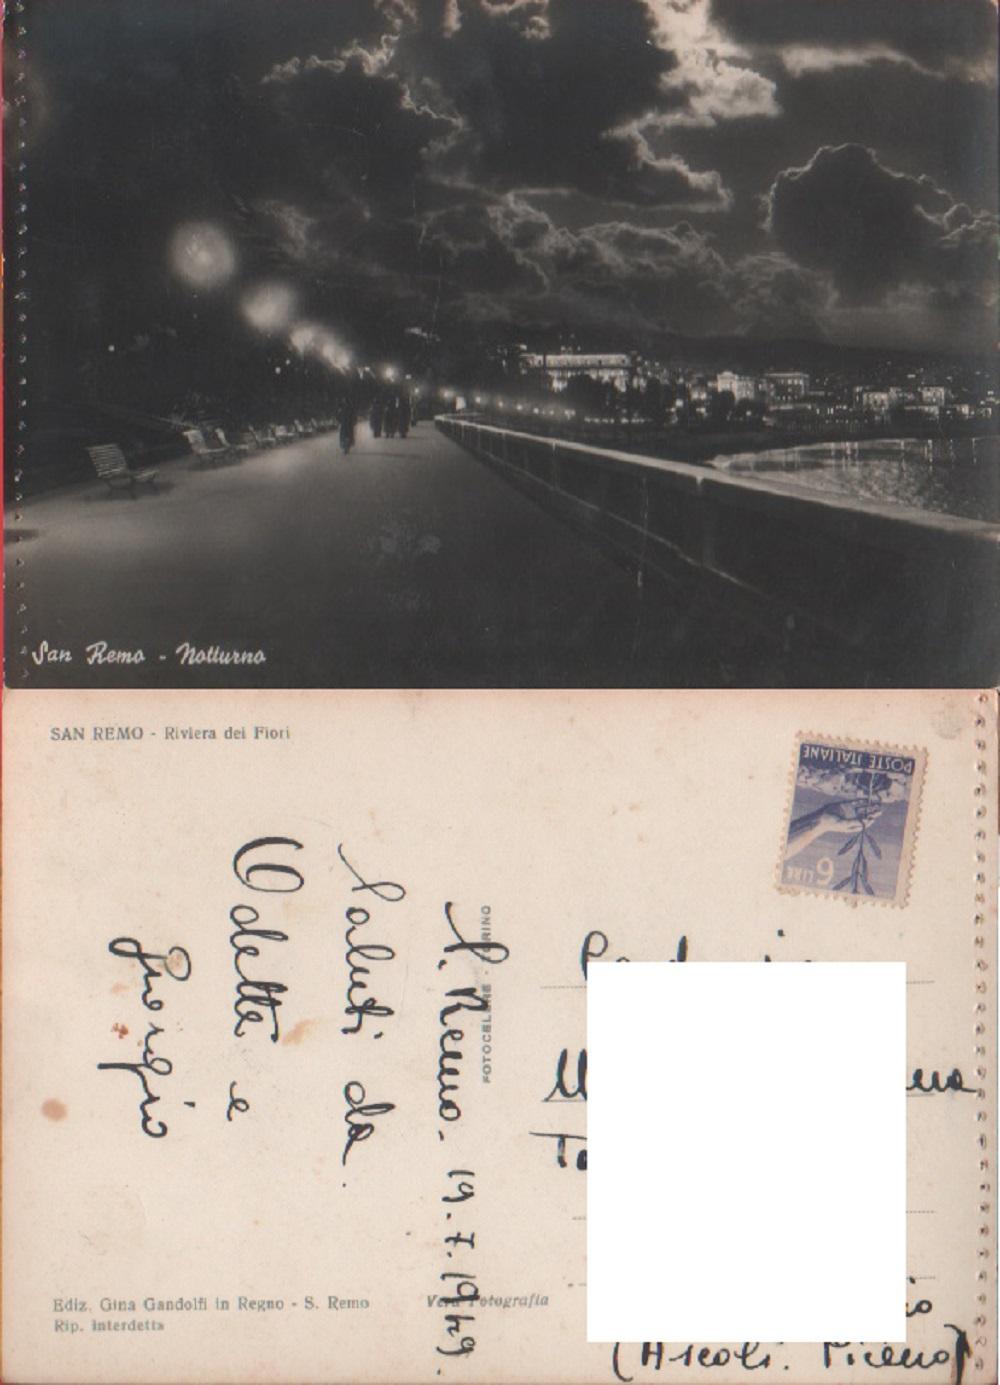 San Remo - Notturno
SAN REMO - Riviera dei Fiori
POSTE ITALIANE
6 LIRE
S. Remo. 19.7.1949.
Saluti da
Odetta e
Giorgio
FOTOCELERE - TORINO
(Ascoli. Piceno)
Ediz. Gina Gandolfi in Regno - S. Remo
Rip. interdetta
Vera Fotografia